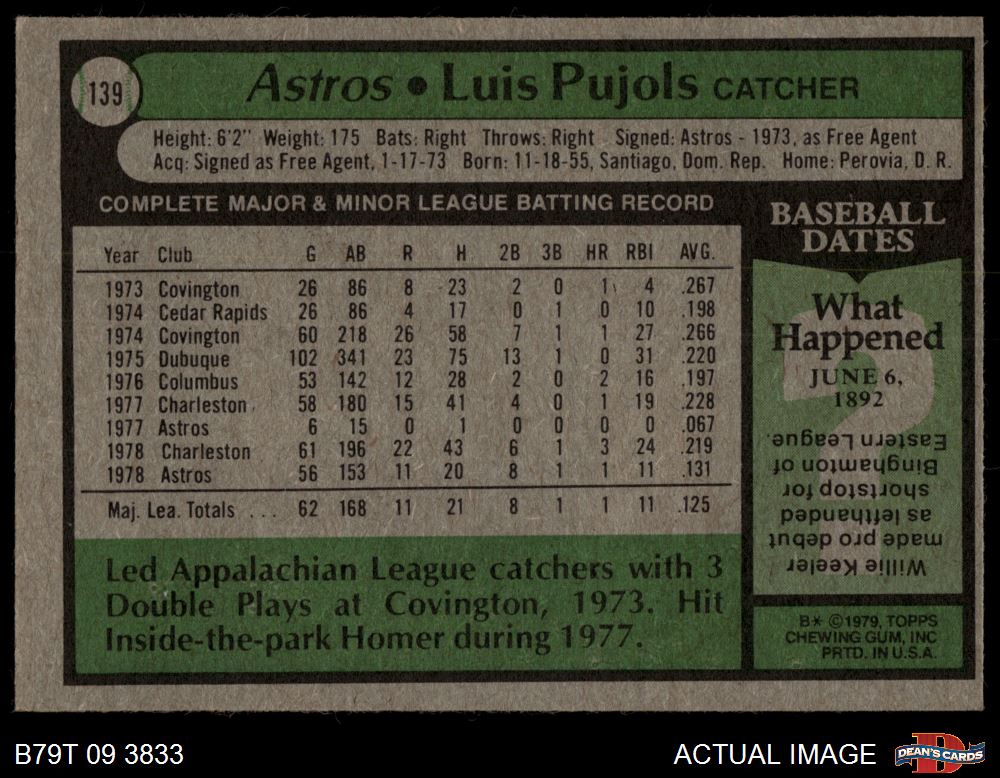 139
Astros • Luis Pujols CATCHER
Height: 6'2" Weight: 175 Bats: Right Throws: Right Signed: Astros - 1973, as Free Agent
Acq: Signed as Free Agent, 1-17-73 Born: 11-18-55, Santiago, Dom. Rep. Home: Perovia, D. R.
COMPLETE MAJOR & MINOR LEAGUE BATTING RECORD
Year Club G AB R H 2B 3B HR RBI AVG.
1973 Covington 26 86 8 23 2 0 1 4 .267
1974 Cedar Rapids 26 86 4 17 0 1 0 10 .198
1974 Covington 60 218 26 58 7 1 1 27 .266
1975 Dubuque 102 341 23 75 13 1 0 31 .220
1976 Columbus 53 142 12 28 2 0 2 16 .197
1977 Charleston 58 180 15 41 4 0 1 19 .228
1977 Astros 6 15 0 1 0 0 0 0 .067
1978 Charleston 61 196 22 43 6 1 3 24 .219
1978 Astros 56 153 11 20 8 1 1 11 .131
Maj. Lea. Totals ... 62 168 11 21 8 1 1 11 .125
Led Appalachian League catchers with 3
Double Plays at Covington, 1973. Hit
Inside-the-park Homer during 1977.
BASEBALL
DATES
What
Happened
JUNE 6,
1892
Willie Keeler
made pro debut
as lefthanded
shortstop for
Binghamton of
Eastern League.
B* ©1979, TOPPS
CHEWING GUM, INC
PRTD. IN U.S.A.
B79T 09 3833
ACTUAL IMAGE
DEAN'S CARDS